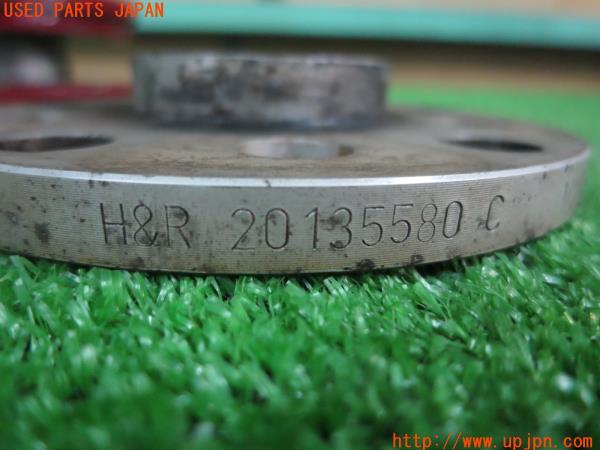 USED PARTS JAPAN
H&R 20135580 C
http://www.upjpn.com/